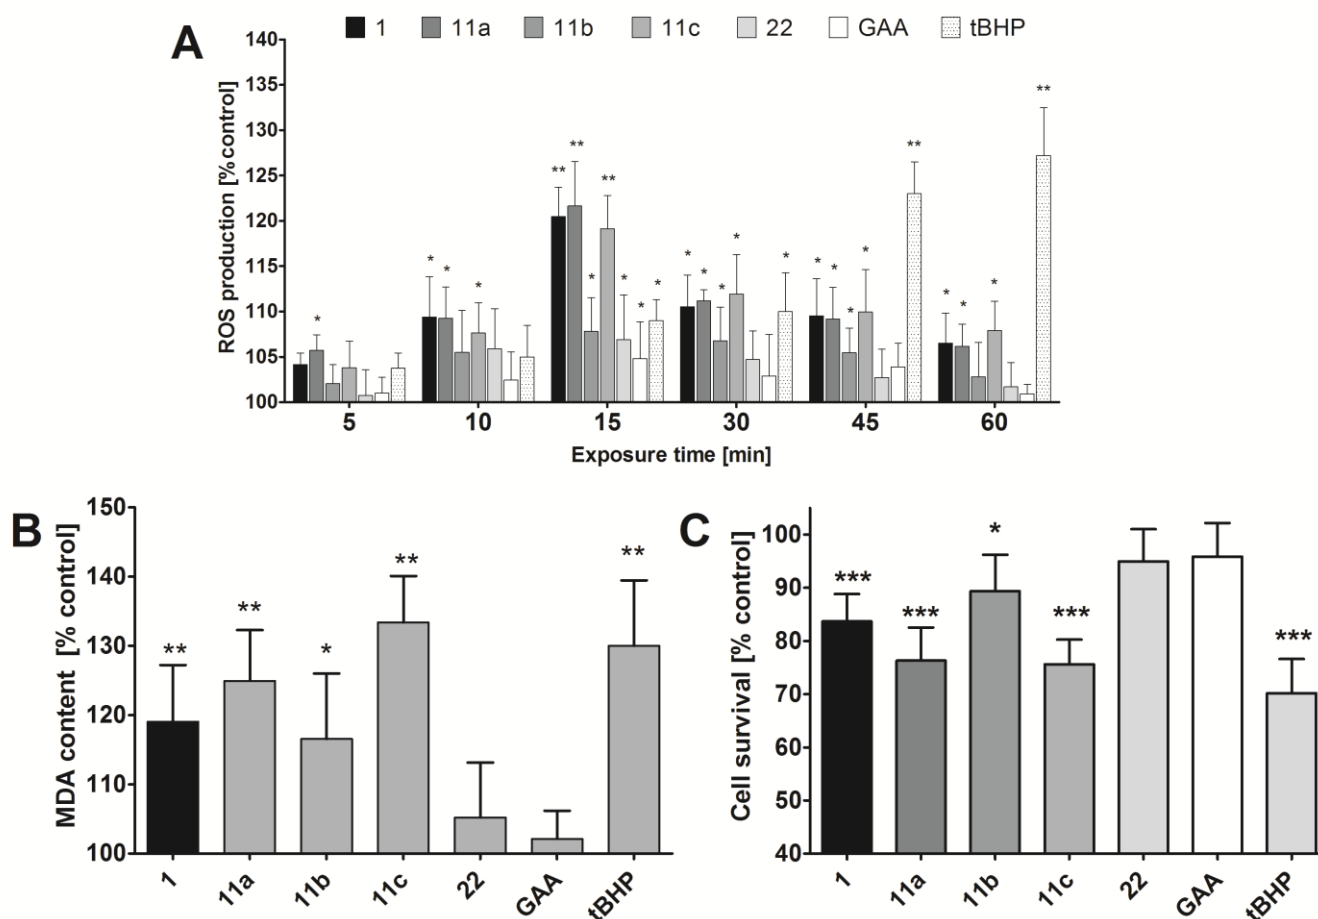 A
1 11a 11b 11c 22 GAA tBHP
ROS production [% control]
140
135
130
125
120
115
110
105
100
* * * * ** ** * ** * * * * * * * * * * * * ** * * * **
5 10 15 30 45 60
Exposure time [min]
B
MDA content [% control]
150
140
130
120
110
100
** ** * ** **
1 11a 11b 11c 22 GAA tBHP
C
Cell survival [% control]
100
90
80
70
60
50
40
*** *** * *** ***
1 11a 11b 11c 22 GAA tBHP